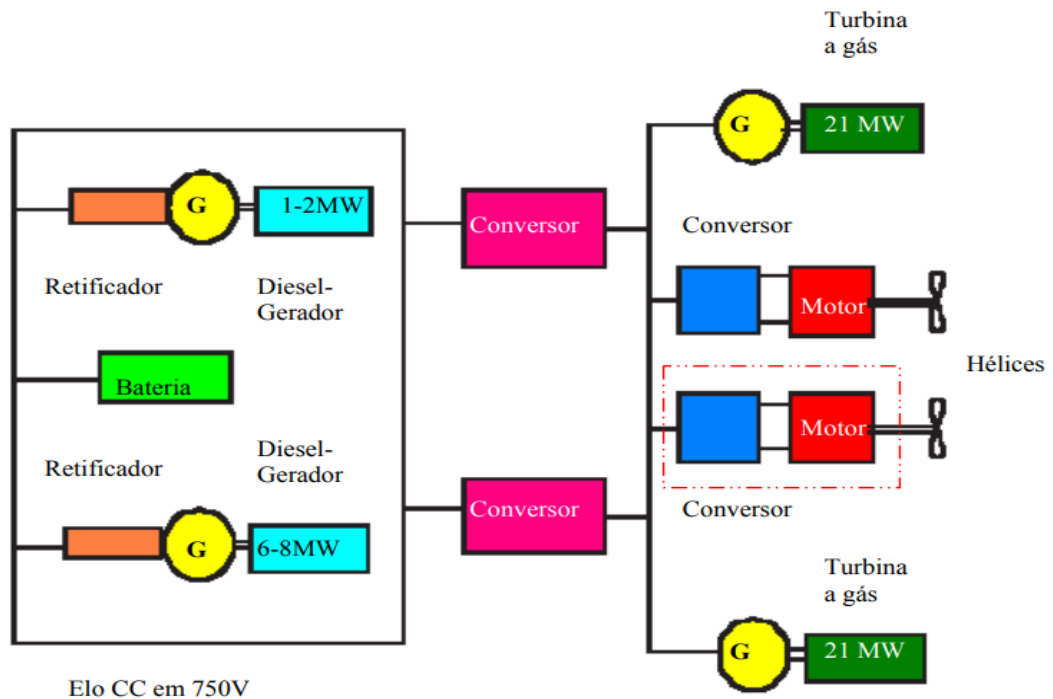 Turbina
a gás
G
21 MW
G
1-2MW
Conversor
Conversor
Retificador
Diesel-
Gerador
Motor
Hélices
Bateria
Motor
Retificador
Diesel-
Gerador
Conversor
Conversor
G
6-8MW
Turbina
a gás
G
21 MW
Elo CC em 750V